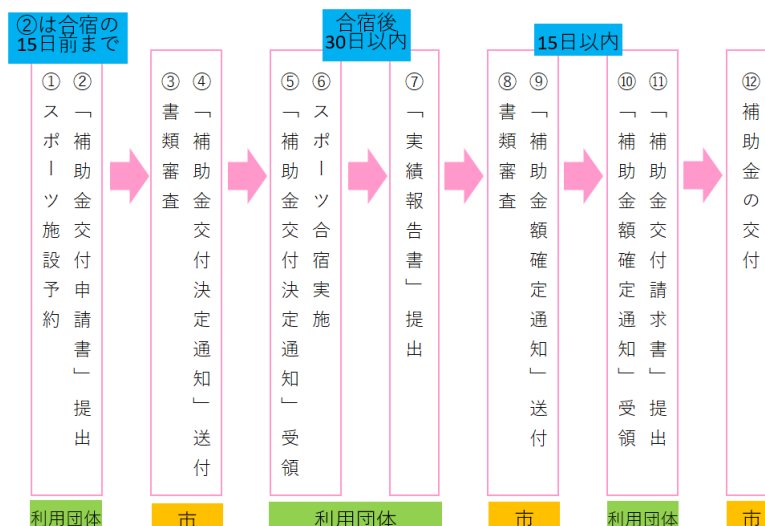 ②は合宿の
15日前まで
合宿後
30日以内
15日以内
①スポーツ施設予約
②「補助金交付申請書」提出
③書類審査
④「補助金交付決定通知」送付
⑤「補助金交付決定通知」受領
⑥スポーツ合宿実施
⑦「実績報告書」提出
⑧書類審査
⑨「補助金額確定通知」送付
⑩「補助金額確定通知」受領
⑪「補助金交付請求書」提出
⑫補助金の交付
利用団体
市
利用団体
市
利用団体
市